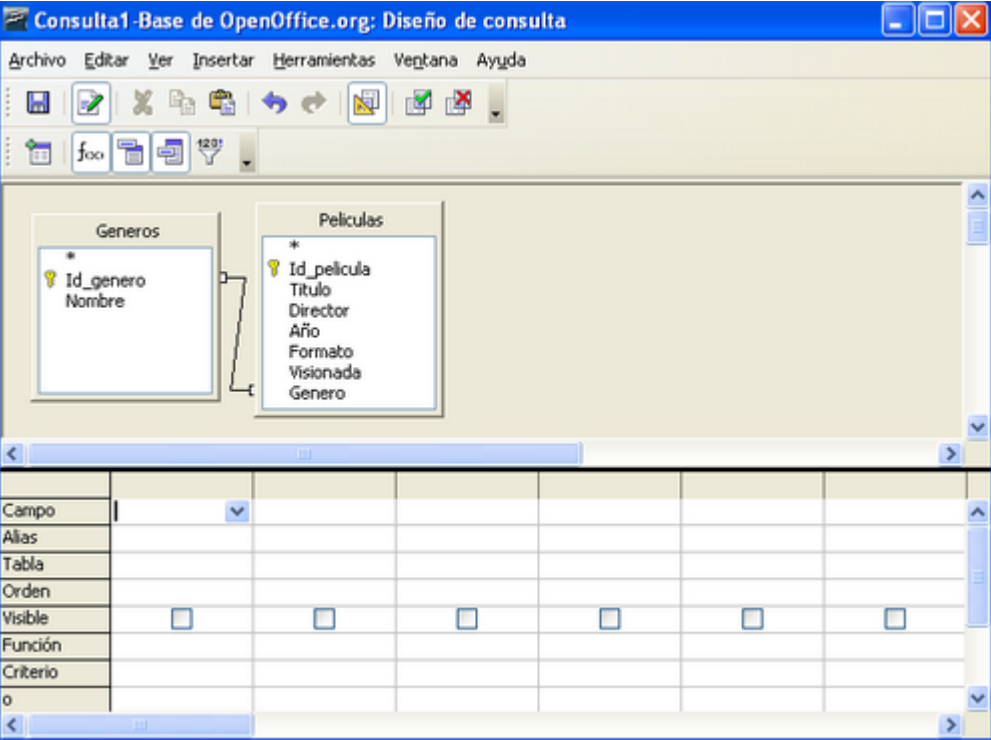 Consulta1 -Base de OpenOffice.org: Diseño de consulta
Archivo Editar Ver Insertar Herramientas Ventana Ayuda
f(x) 123!
Generos
*
Id_genero
Nombre
Peliculas
*
Id_pelicula
Titulo
Director
Año
Formato
Visionada
Genero
Campo
Alias
Tabla
Orden
Visible
Función
Criterio
o